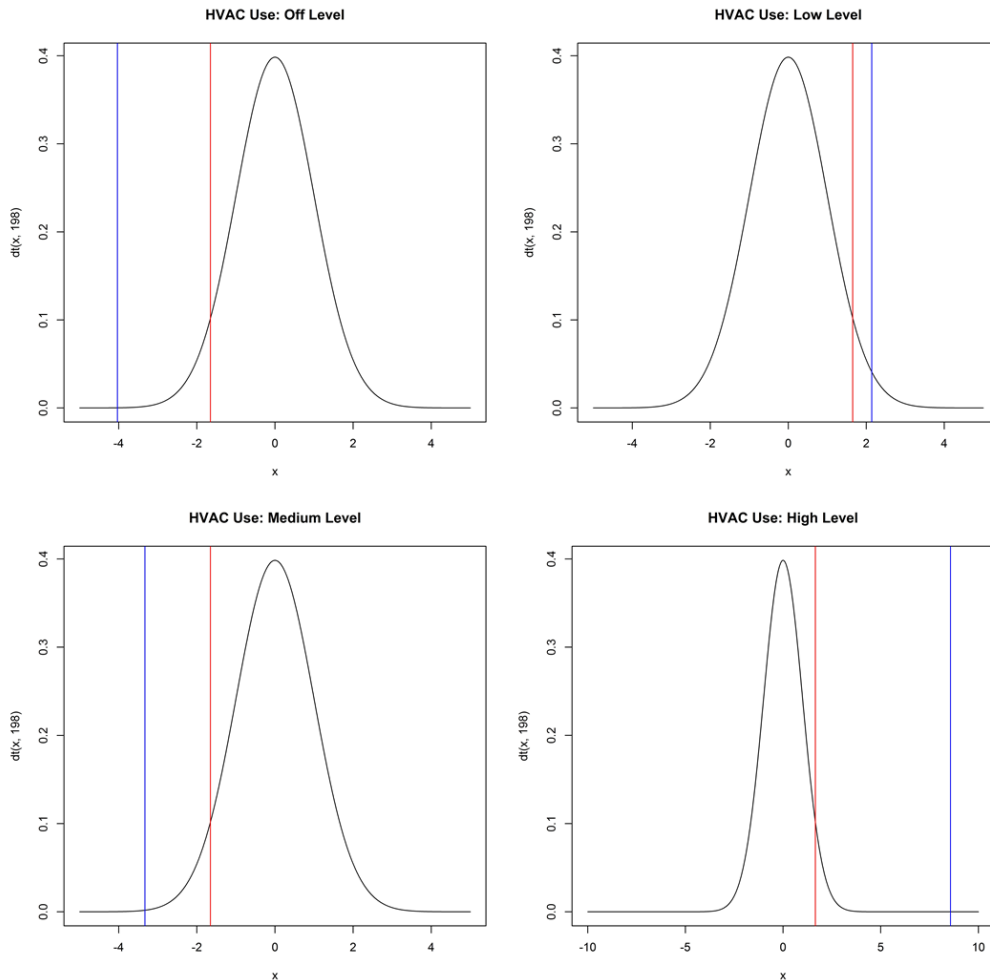 HVAC Use: Off Level
dt(x, 198)
0.0 0.1 0.2 0.3 0.4
-4 -2 0 2 4
x
HVAC Use: Low Level
dt(x, 198)
0.0 0.1 0.2 0.3 0.4
-4 -2 0 2 4
x
HVAC Use: Medium Level
dt(x, 198)
0.0 0.1 0.2 0.3 0.4
-4 -2 0 2 4
x
HVAC Use: High Level
dt(x, 198)
0.0 0.1 0.2 0.3 0.4
-10 -5 0 5 10
x